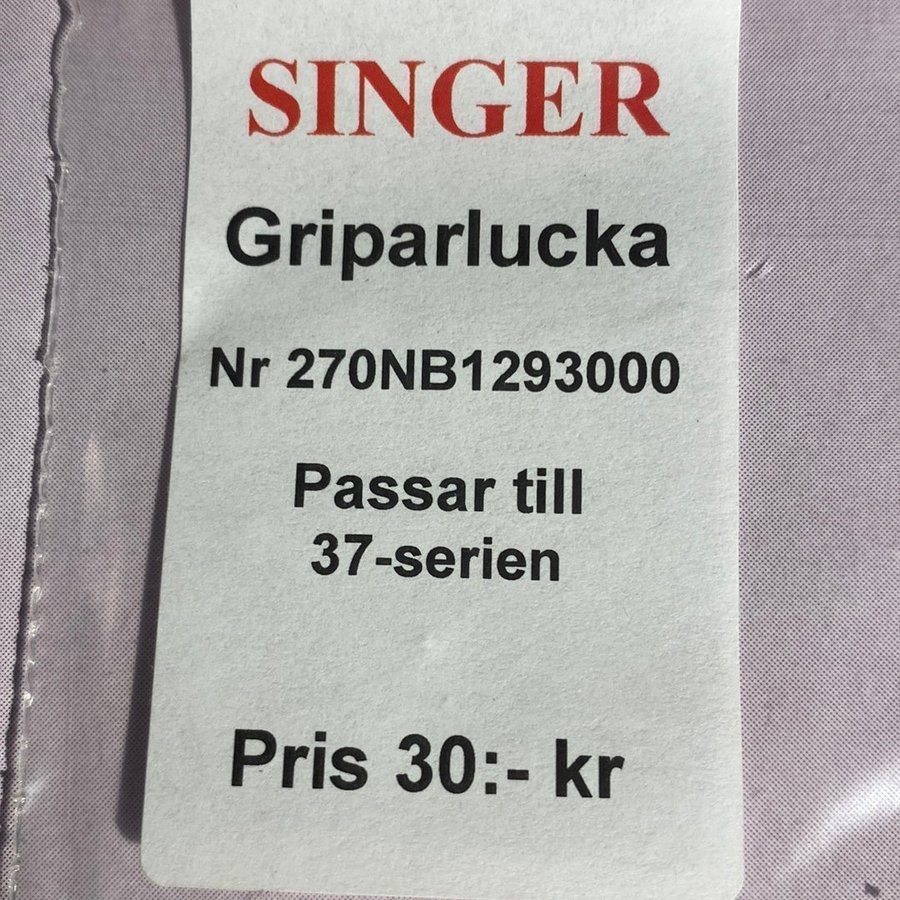 SINGER
Griparlucka
Nr 270NB1293000
Passar till
37-serien
Pris 30:- kr